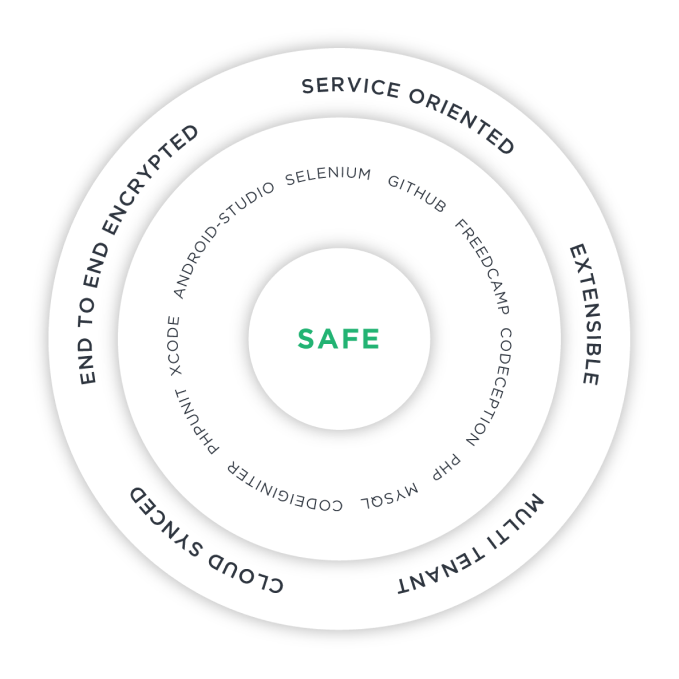 SERVICE ORIENTED
EXTENSIBLE
MULTI TENANT
CLOUD SYNCED
END TO END ENCRYPTED
SELENIUM
GITHUB
FREEDCAMP
CODECEPTION
PHP
MYSQL
CODEIGINITER
PHPUNIT
XCODE
ANDROID-STUDIO
SAFE